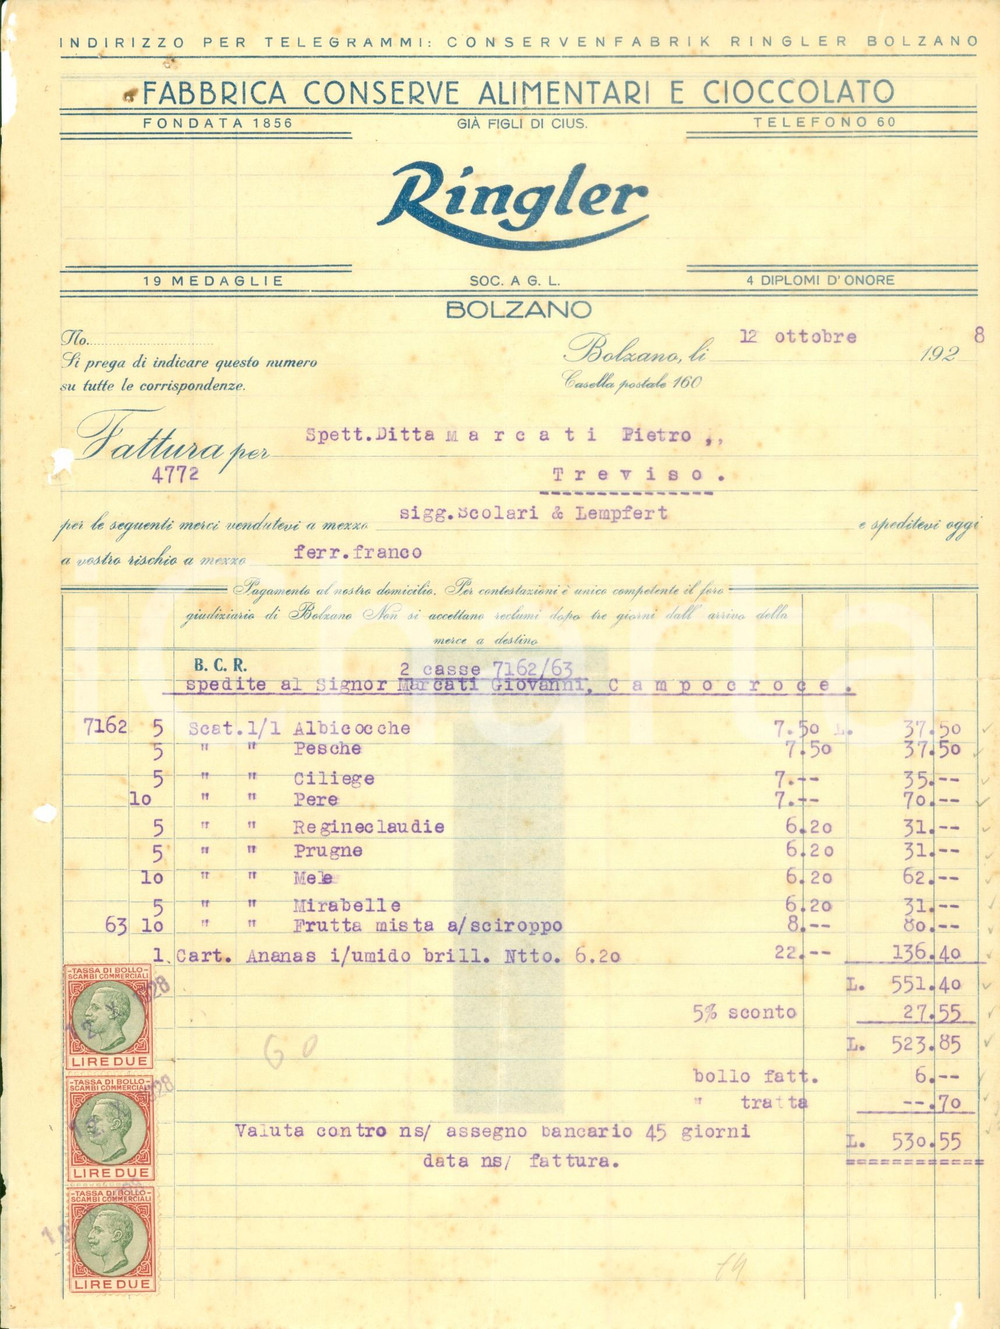 INDIRIZZO PER TELEGRAMMI: CONSERVENFABRIK RINGLER BOLZANO
FABBRICA CONSERVE ALIMENTARI E CIOCCOLATO
FONDATA 1856 GIÀ FIGLI DI CIUS. TELEFONO 60
Ringler
19 MEDAGLIE SOC. A G. L. 4 DIPLOMI D'ONORE
BOLZANO
No.
Bolzano, li 12 ottobre 1928
Si prega di indicare questo numero
su tutte le corrispondenze.
Casella postale 160
Fattura per Spett.Ditta Marcati Pietro,,
4772 Treviso.
per le seguenti merci vendutevi a mezzo sigg.Scolari & Lempfert e speditevi oggi
a vostro rischio a mezzo ferr.franco
Pagamento al nostro domicilio. Per contestazioni è unico competente il foro
giudiziario di Bolzano Non si accettano reclumi dopo tre giorni dall' arrivo della
merce a destino
B. C. R. 2 casse 7162/63
spedite al Signor Marcati Giovanni, Campocroce.
7162 5 Scat.1/1 Albicocche 7.50 L. 37.50
5 " " Pesche 7.50 37.50
5 " " Ciliege 7.-- 35.--
10 " " Pere 7.-- 70.--
5 " " Regineclaudie 6.20 31.--
5 " " Prugne 6.20 31.--
10 " " Mele 6.20 62.--
5 " " Mirabelle 6.20 31.--
63 10 " " Frutta mista a/sciroppo 8.-- 80.--
1 Cart. Ananas i/umido brill. Ntto. 6.20 22.-- 136.40
L. 551.40
5% sconto 27.55
L. 523.85
bollo fatt. 6.--
" tratta --.70
Valuta contro ns/ assegno bancario 45 giorni L. 530.55
data ns/ fattura.
TASSA DI BOLLO
SCAMBI COMMERCIALI
LIRE DUE
TASSA DI BOLLO
SCAMBI COMMERCIALI
LIRE DUE
TASSA DI BOLLO
SCAMBI COMMERCIALI
LIRE DUE
60